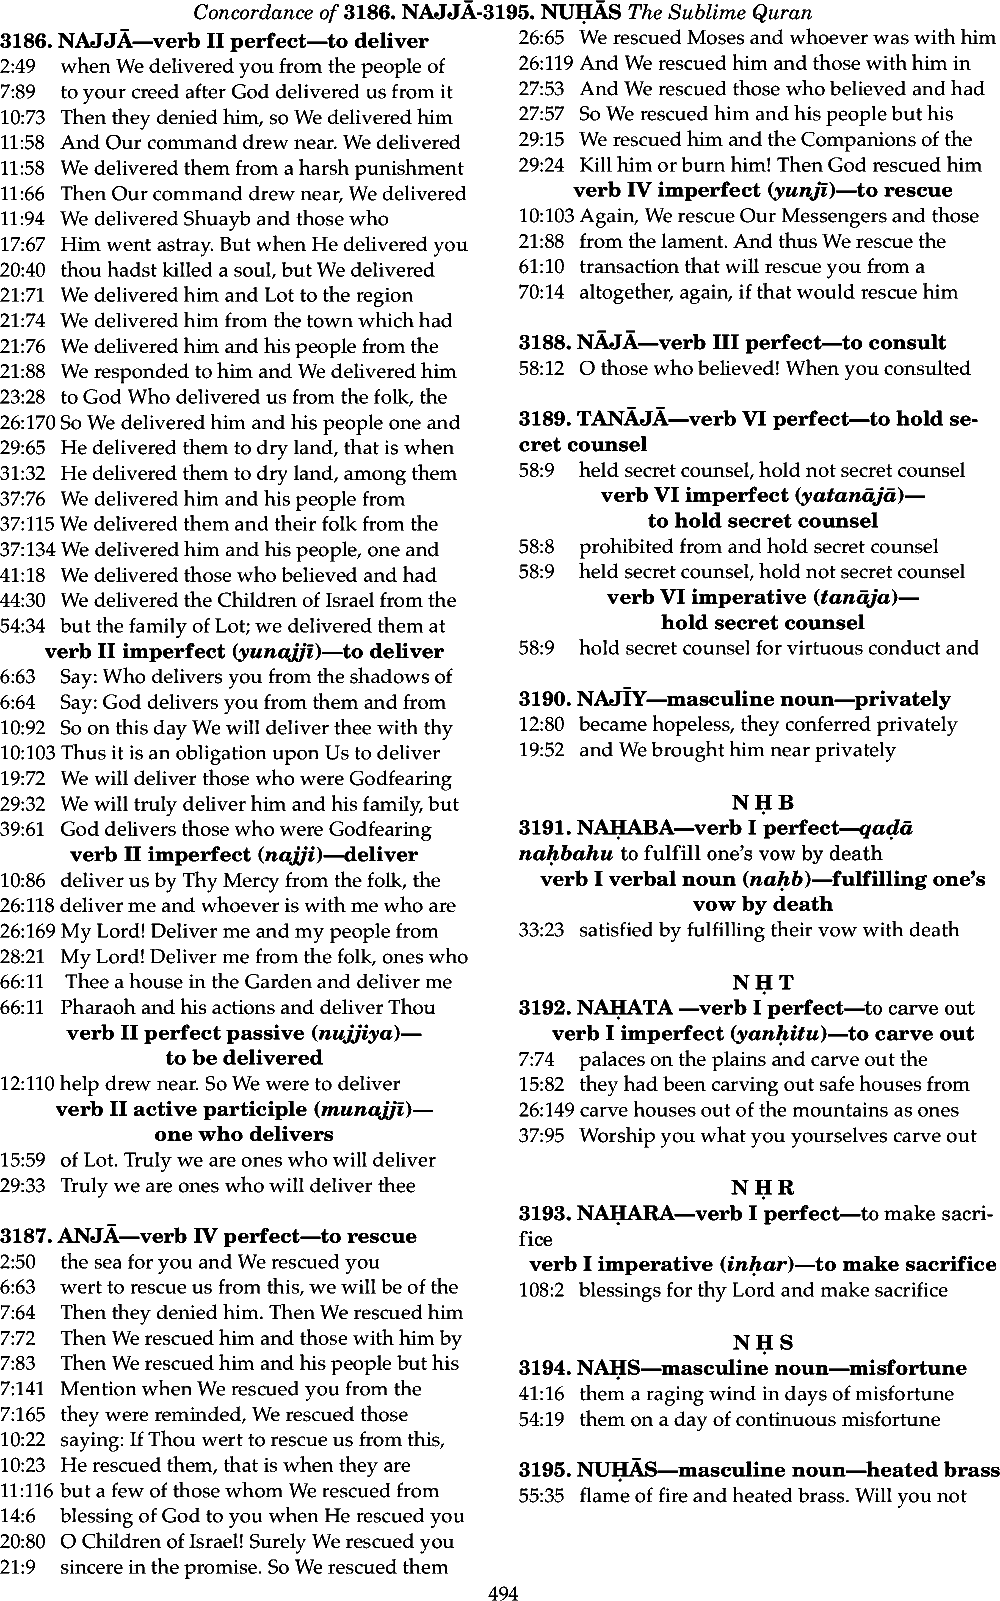 Concordance of 3186. NAJJĀ-3195. NUḤĀS The Sublime Quran
3186. NAJJĀ—verb II perfect—to deliver
2:49 when We delivered you from the people of
7:89 to your creed after God delivered us from it
10:73 Then they denied him, so We delivered him
11:58 And Our command drew near. We delivered
11:58 We delivered them from a harsh punishment
11:66 Then Our command drew near, We delivered
11:94 We delivered Shuayb and those who
17:67 Him went astray. But when He delivered you
20:40 thou hadst killed a soul, but We delivered
21:71 We delivered him and Lot to the region
21:74 We delivered him from the town which had
21:76 We delivered him and his people from the
21:88 We responded to him and We delivered him
23:28 to God Who delivered us from the folk, the
26:170 So We delivered him and his people one and
29:65 He delivered them to dry land, that is when
31:32 He delivered them to dry land, among them
37:76 We delivered him and his people from
37:115 We delivered them and their folk from the
37:134 We delivered him and his people, one and
41:18 We delivered those who believed and had
44:30 We delivered the Children of Israel from the
54:34 but the family of Lot; we delivered them at
verb II imperfect (yunajjī)—to deliver
6:63 Say: Who delivers you from the shadows of
6:64 Say: God delivers you from them and from
10:92 So on this day We will deliver thee with thy
10:103 Thus it is an obligation upon Us to deliver
19:72 We will deliver those who were Godfearing
29:32 We will truly deliver him and his family, but
39:61 God delivers those who were Godfearing
verb II imperfect (najji)—deliver
10:86 deliver us by Thy Mercy from the folk, the
26:118 deliver me and whoever is with me who are
26:169 My Lord! Deliver me and my people from
28:21 My Lord! Deliver me from the folk, ones who
66:11 Thee a house in the Garden and deliver me
66:11 Pharaoh and his actions and deliver Thou
verb II perfect passive (nujjiya)—
to be delivered
12:110 help drew near. So We were to deliver
verb II active participle (munajjī)—
one who delivers
15:59 of Lot. Truly we are ones who will deliver
29:33 Truly we are ones who will deliver thee
3187. ANJĀ—verb IV perfect—to rescue
2:50 the sea for you and We rescued you
6:63 wert to rescue us from this, we will be of the
7:64 Then they denied him. Then We rescued him
7:72 Then We rescued him and those with him by
7:83 Then We rescued him and his people but his
7:141 Mention when We rescued you from the
7:165 they were reminded, We rescued those
10:22 saying: If Thou wert to rescue us from this,
10:23 He rescued them, that is when they are
11:116 but a few of those whom We rescued from
14:6 blessing of God to you when He rescued you
20:80 O Children of Israel! Surely We rescued you
21:9 sincere in the promise. So We rescued them
26:65 We rescued Moses and whoever was with him
26:119 And We rescued him and those with him in
27:53 And We rescued those who believed and had
27:57 So We rescued him and his people but his
29:15 We rescued him and the Companions of the
29:24 Kill him or burn him! Then God rescued him
verb IV imperfect (yunjī)—to rescue
10:103 Again, We rescue Our Messengers and those
21:88 from the lament. And thus We rescue the
61:10 transaction that will rescue you from a
70:14 altogether, again, if that would rescue him
3188. NĀJĀ—verb III perfect—to consult
58:12 O those who believed! When you consulted
3189. TANĀJĀ—verb VI perfect—to hold se-
cret counsel
58:9 held secret counsel, hold not secret counsel
verb VI imperfect (yatanājā)—
to hold secret counsel
58:8 prohibited from and hold secret counsel
58:9 held secret counsel, hold not secret counsel
verb VI imperative (tanāja)—
hold secret counsel
58:9 hold secret counsel for virtuous conduct and
3190. NAJĪY—masculine noun—privately
12:80 became hopeless, they conferred privately
19:52 and We brought him near privately
N Ḥ B
3191. NAḤABA—verb I perfect—qaḍā
naḥbahu to fulfill one’s vow by death
verb I verbal noun (naḥb)—fulfilling one’s
vow by death
33:23 satisfied by fulfilling their vow with death
N Ḥ T
3192. NAḤATA —verb I perfect—to carve out
verb I imperfect (yanḥitu)—to carve out
7:74 palaces on the plains and carve out the
15:82 they had been carving out safe houses from
26:149 carve houses out of the mountains as ones
37:95 Worship you what you yourselves carve out
N Ḥ R
3193. NAḤARA—verb I perfect—to make sacri-
fice
verb I imperative (inḥar)—to make sacrifice
108:2 blessings for thy Lord and make sacrifice
N Ḥ S
3194. NAḤS—masculine noun—misfortune
41:16 them a raging wind in days of misfortune
54:19 them on a day of continuous misfortune
3195. NUḤĀS—masculine noun—heated brass
55:35 flame of fire and heated brass. Will you not
494